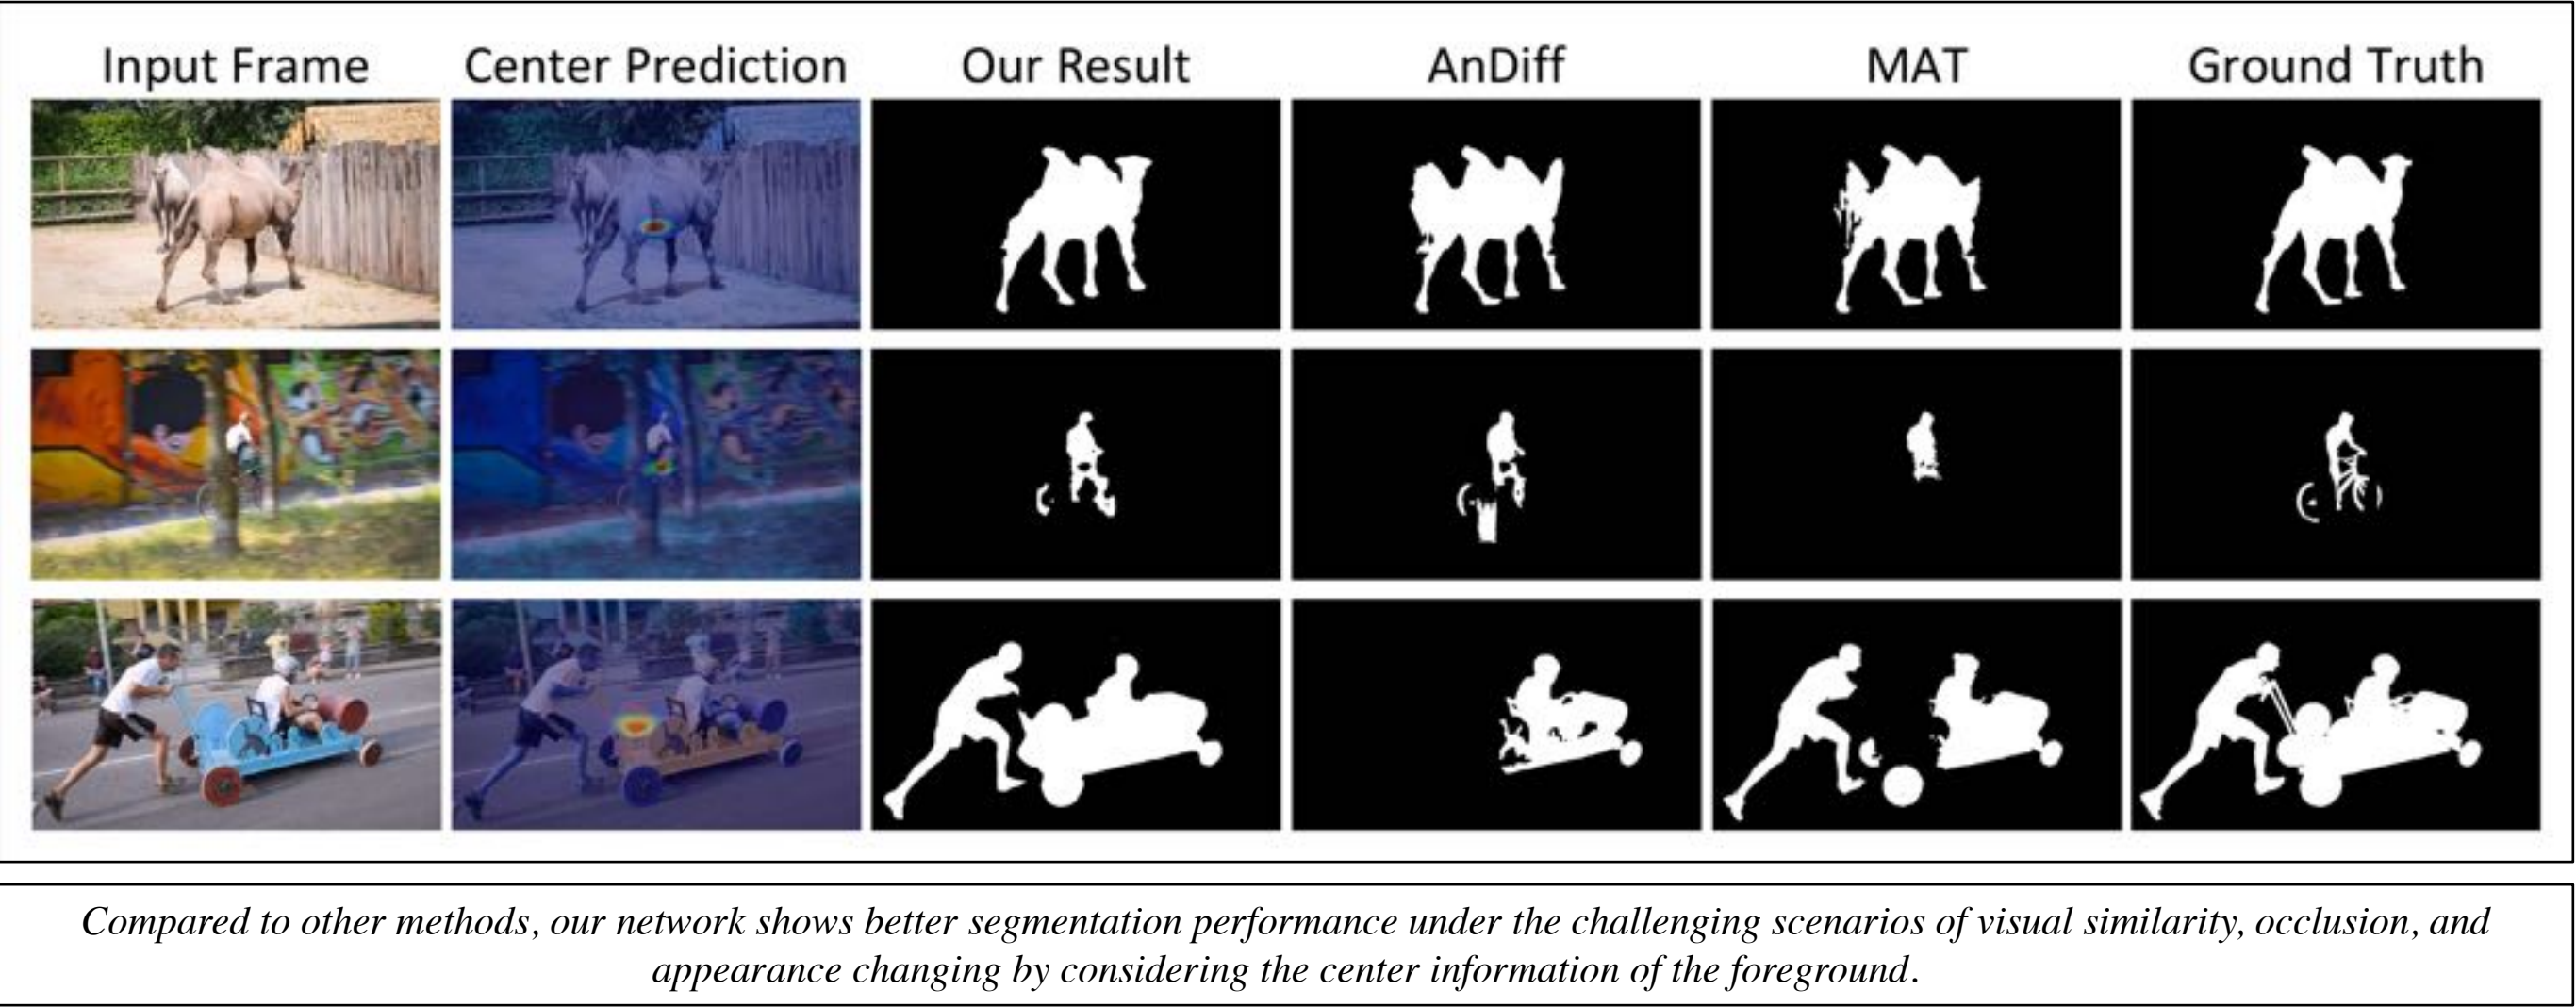 Input Frame Center Prediction Our Result AnDiff MAT Ground Truth
Compared to other methods, our network shows better segmentation performance under the challenging scenarios of visual similarity, occlusion, and
appearance changing by considering the center information of the foreground.